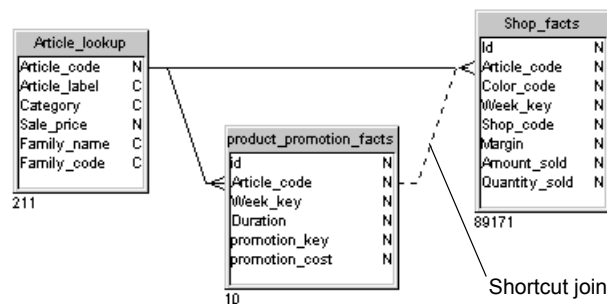 Article_lookup
Article_code N
Article_label C
Category C
Sale_price N
Family_name C
Family_code C
211
product_promotion_facts
id N
Article_code N
Week_key N
Duration N
promotion_key N
promotion_cost N
10
Shop_facts
Id N
Article_code N
Color_code N
Week_key N
Shop_code N
Margin N
Amount_sold N
Quantity_sold N
89171
Shortcut join